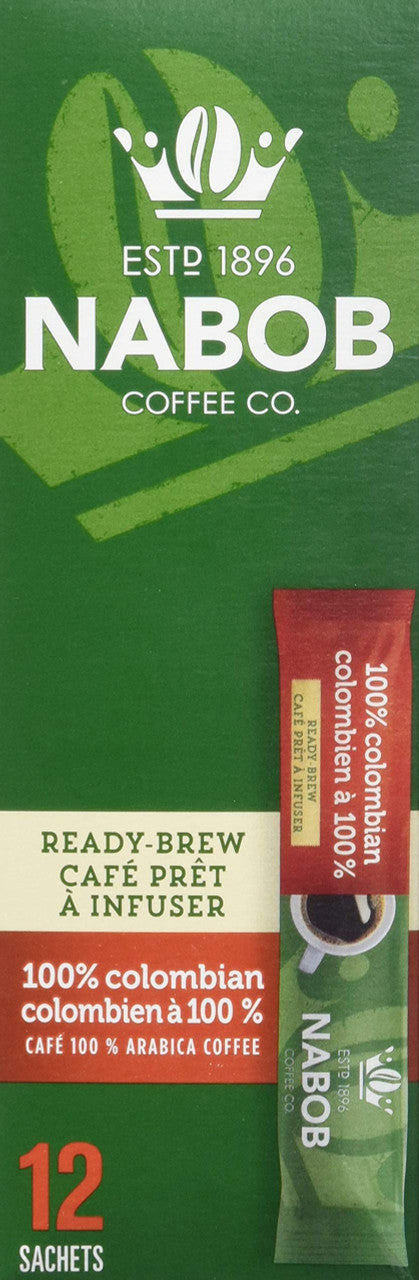 ESTD 1896
NABOB
COFFEE CO.
READY-BREW
CAFÉ PRÊT
À INFUSER
100% colombian
colombien à 100 %
CAFÉ 100 % ARABICA COFFEE
12
SACHETS
100% colombian
colombien à 100 %
READY-BREW
CAFÉ PRÊT À INFUSER
ESTD 1896
NABOB
COFFEE CO.